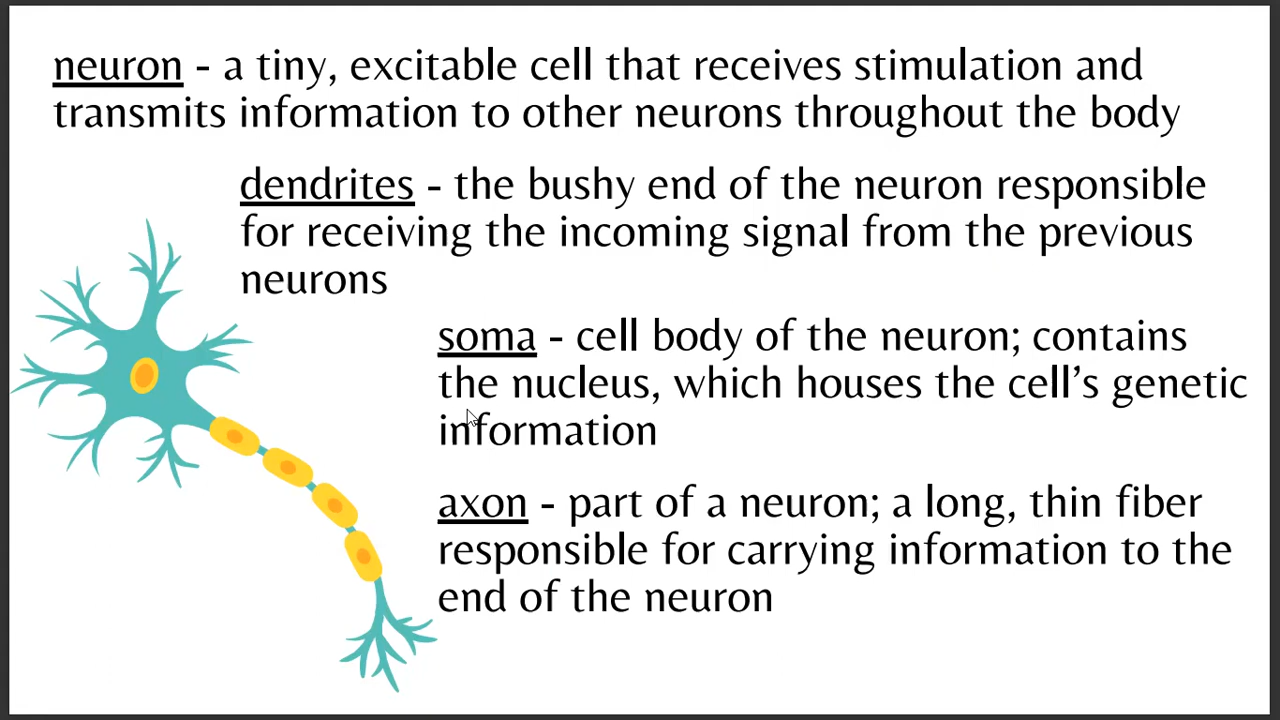 neuron - a tiny, excitable cell that receives stimulation and
transmits information to other neurons throughout the body
dendrites - the bushy end of the neuron responsible
for receiving the incoming signal from the previous
neurons
soma - cell body of the neuron; contains
the nucleus, which houses the cell’s genetic
information
axon - part of a neuron; a long, thin fiber
responsible for carrying information to the
end of the neuron